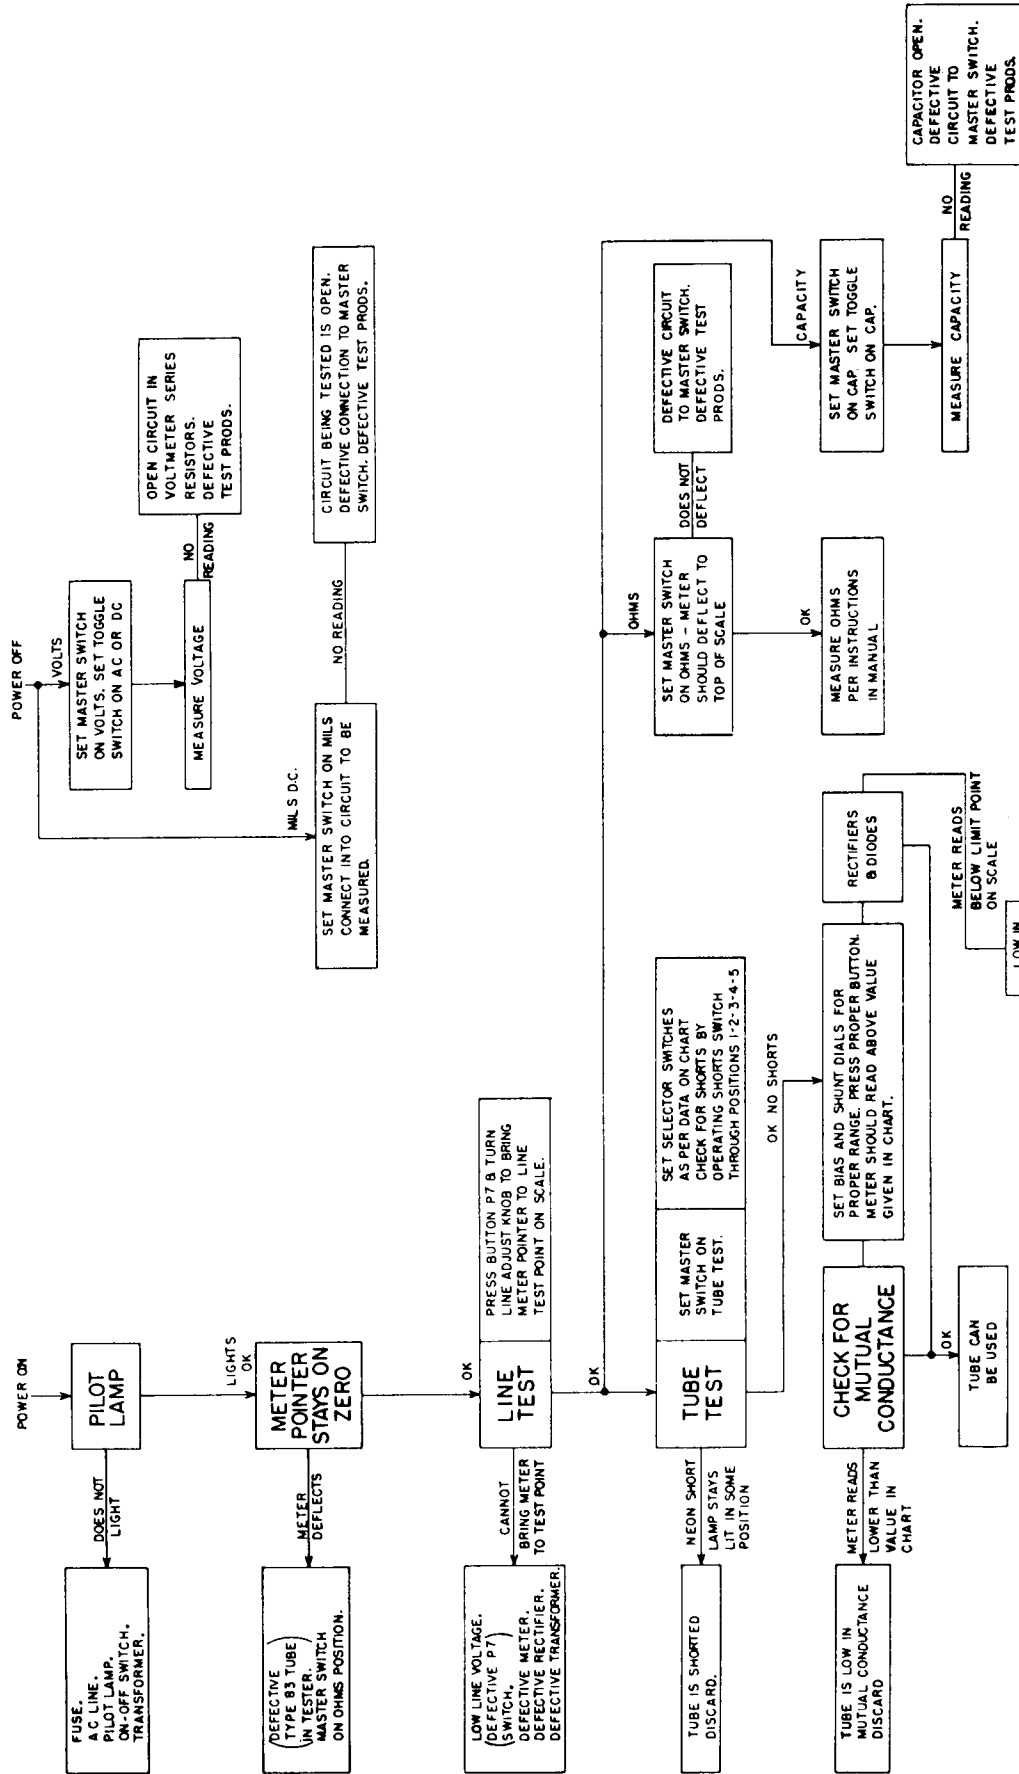 POWER ON
PILOT
LAMP
DOES NOT
LIGHT
FUSE.
A C LINE.
PILOT LAMP.
ON-OFF SWITCH.
TRANSFORMER.
LIGHTS
OK
METER
POINTER
STAYS ON
ZERO
METER
DEFLECTS
DEFECTIVE
(TYPE 83 TUBE)
IN TESTER.
MASTER SWITCH
ON OHMS POSITION.
OK
LINE
TEST
PRESS BUTTON P7 & TURN
LINE ADJUST KNOB TO BRING
METER POINTER TO LINE
TEST POINT ON SCALE.
CANNOT
BRING METER
TO TEST POINT
LOW LINE VOLTAGE.
(DEFECTIVE P7)
SWITCH.
DEFECTIVE METER.
DEFECTIVE RECTIFIER.
DEFECTIVE TRANSFORMER.
OK
TUBE
TEST
SET MASTER
SWITCH ON
TUBE TEST.
SET SELECTOR SWITCHES
AS PER DATA ON CHART
CHECK FOR SHORTS BY
OPERATING SHORTS SWITCH
THROUGH POSITIONS 1-2-3-4-5
NEON SHORT
LAMP STAYS
LIT IN SOME
POSITION
TUBE IS SHORTED
DISCARD.
OK NO SHORTS
CHECK FOR
MUTUAL
CONDUCTANCE
SET BIAS AND SHUNT DIALS FOR
PROPER RANGE. PRESS PROPER BUTTON.
METER SHOULD READ ABOVE VALUE
GIVEN IN CHART.
RECTIFIERS
& DIODES
METER READS
LOWER THAN
VALUE IN
CHART
TUBE IS LOW IN
MUTUAL CONDUCTANCE
DISCARD
OK
TUBE CAN
BE USED
METER READS
BELOW LIMIT POINT
ON SCALE
LOW IN
POWER OFF
VOLTS
SET MASTER SWITCH
ON VOLTS. SET TOGGLE
SWITCH ON AC OR DC
MEASURE VOLTAGE
NO
READING
OPEN CIRCUIT IN
VOLTMETER SERIES
RESISTORS.
DEFECTIVE
TEST PRODS.
MILS D.C.
SET MASTER SWITCH ON MILS
CONNECT INTO CIRCUIT TO BE
MEASURED.
NO READING
CIRCUIT BEING TESTED IS OPEN.
DEFECTIVE CONNECTION TO MASTER
SWITCH. DEFECTIVE TEST PRODS.
OHMS
SET MASTER SWITCH
ON OHMS - METER
SHOULD DEFLECT TO
TOP OF SCALE
DOES NOT
DEFLECT
DEFECTIVE CIRCUIT
TO MASTER SWITCH.
DEFECTIVE TEST
PRODS.
OK
MEASURE OHMS
PER INSTRUCTIONS
IN MANUAL
CAPACITY
SET MASTER SWITCH
ON CAP. SET TOGGLE
SWITCH ON CAP.
MEASURE CAPACITY
NO
READING
CAPACITOR OPEN.
DEFECTIVE
CIRCUIT TO
MASTER SWITCH.
DEFECTIVE
TEST PRODS.